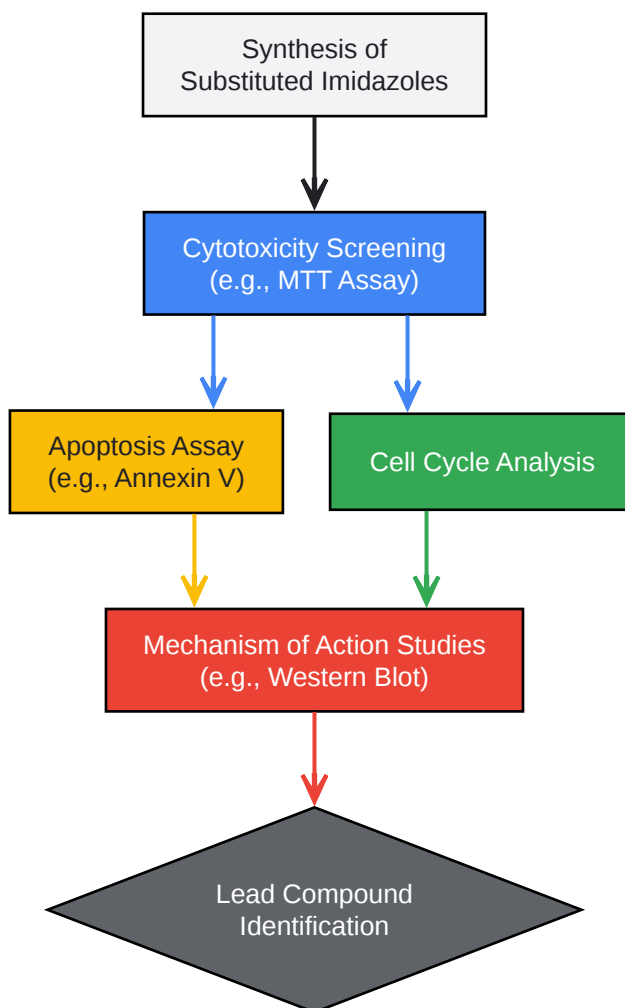 Synthesis of
Substituted Imidazoles
Cytotoxicity Screening
(e.g., MTT Assay)
Apoptosis Assay
(e.g., Annexin V)
Cell Cycle Analysis
Mechanism of Action Studies
(e.g., Western Blot)
Lead Compound
Identification